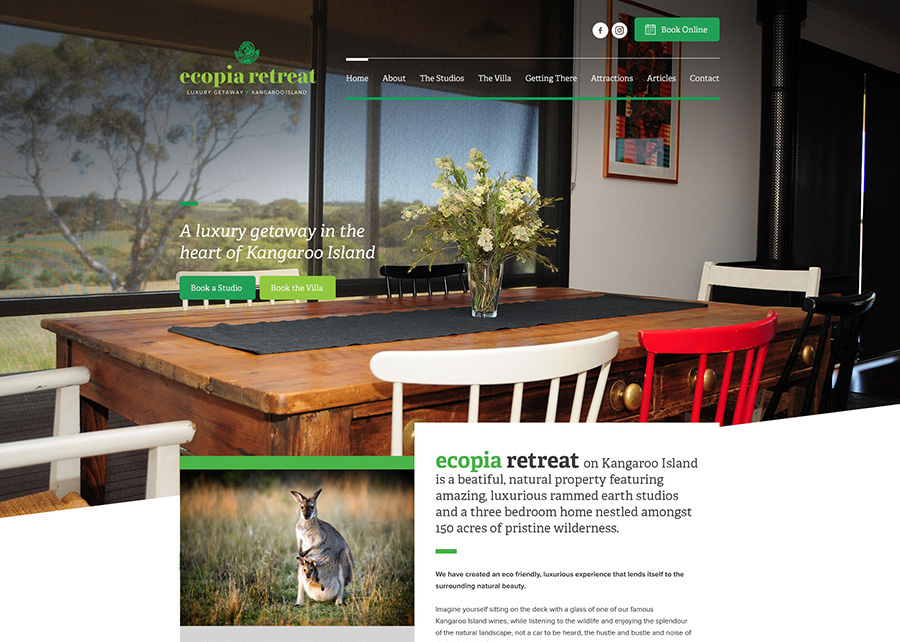 Book Online
ecopia retreat
LUXURY GETAWAY • KANGAROO ISLAND
Home About The Studios The Villa Getting There Attractions Articles Contact
A luxury getaway in the
heart of Kangaroo Island
Book a Studio Book the Villa
ecopia retreat on Kangaroo Island
is a beatiful, natural property featuring
amazing, luxurious rammed earth studios
and a three bedroom home nestled amongst
150 acres of pristine wilderness.
We have created an eco friendly, luxurious experience that lends itself to the
surrounding natural beauty.
Imagine yourself sitting on the deck with a glass of one of our famous
Kangaroo Island wines, while listening to the wildlife and enjoying the splendour
of the natural landscape, not a car to be heard, the hustle and bustle and noise of